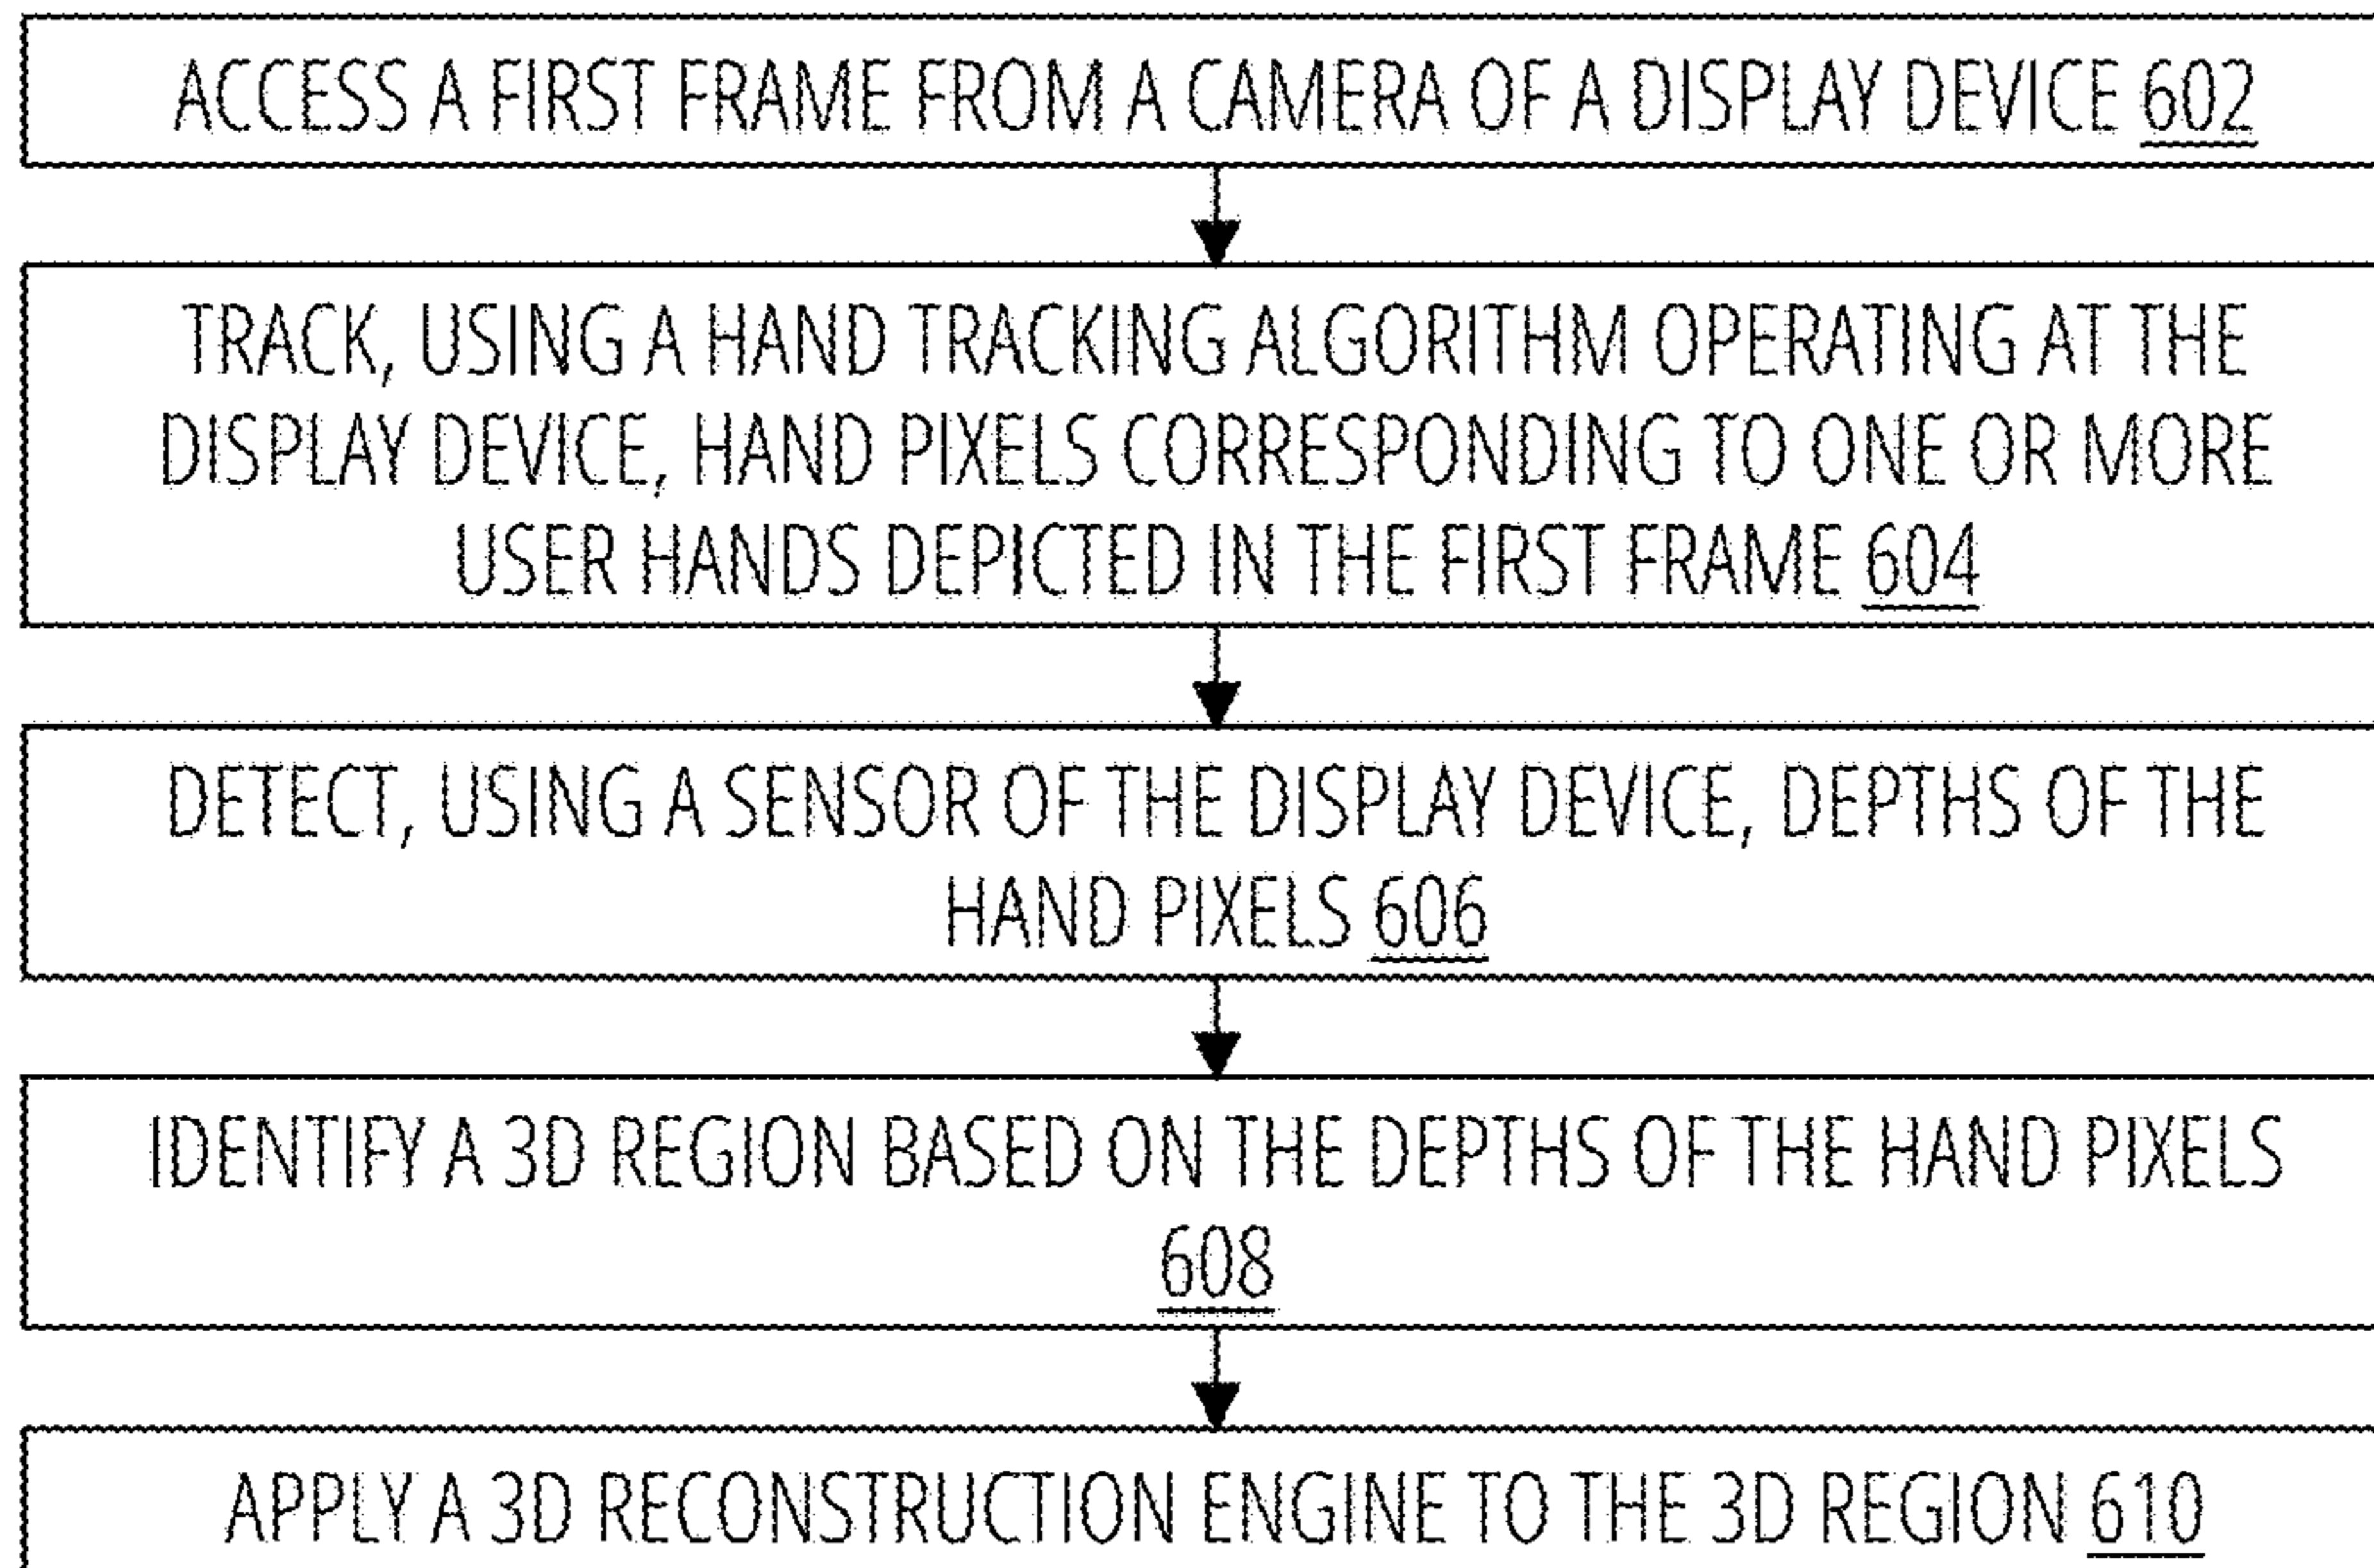 ACCESS A FIRST FRAME FROM A CAMERA OF A DISPLAY DEVICE 602
TRACK, USING A HAND TRACKING ALGORITHM OPERATING AT THE
DISPLAY DEVICE, HAND PIXELS CORRESPONDING TO ONE OR MORE
USER HANDS DEPICTED IN THE FIRST FRAME 604
DETECT, USING A SENSOR OF THE DISPLAY DEVICE, DEPTHS OF THE
HAND PIXELS 606
IDENTIFY A 3D REGION BASED ON THE DEPTHS OF THE HAND PIXELS
608
APPLY A 3D RECONSTRUCTION ENGINE TO THE 3D REGION 610